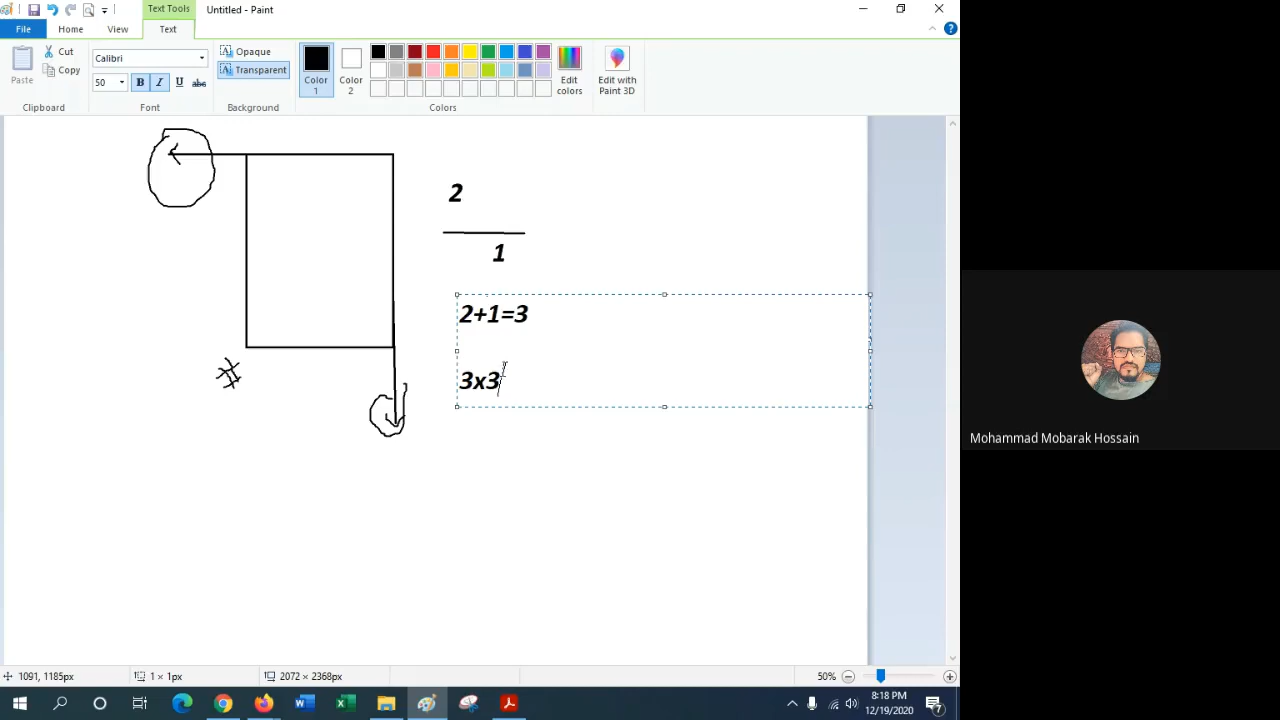 Text Tools
Untitled - Paint
File
Home
View
Text
Paste
Cut
Copy
Clipboard
Calibri
50
B I U abc
Font
Opaque
Transparent
Background
Color 1
Color 2
Edit colors
Colors
Edit with Paint 3D
2
1
2+1=3
3x3
#
Mohammad Mobarak Hossain
1091, 1185px
1 × 1px
2072 × 2368px
50%
8:18 PM
12/19/2020
7